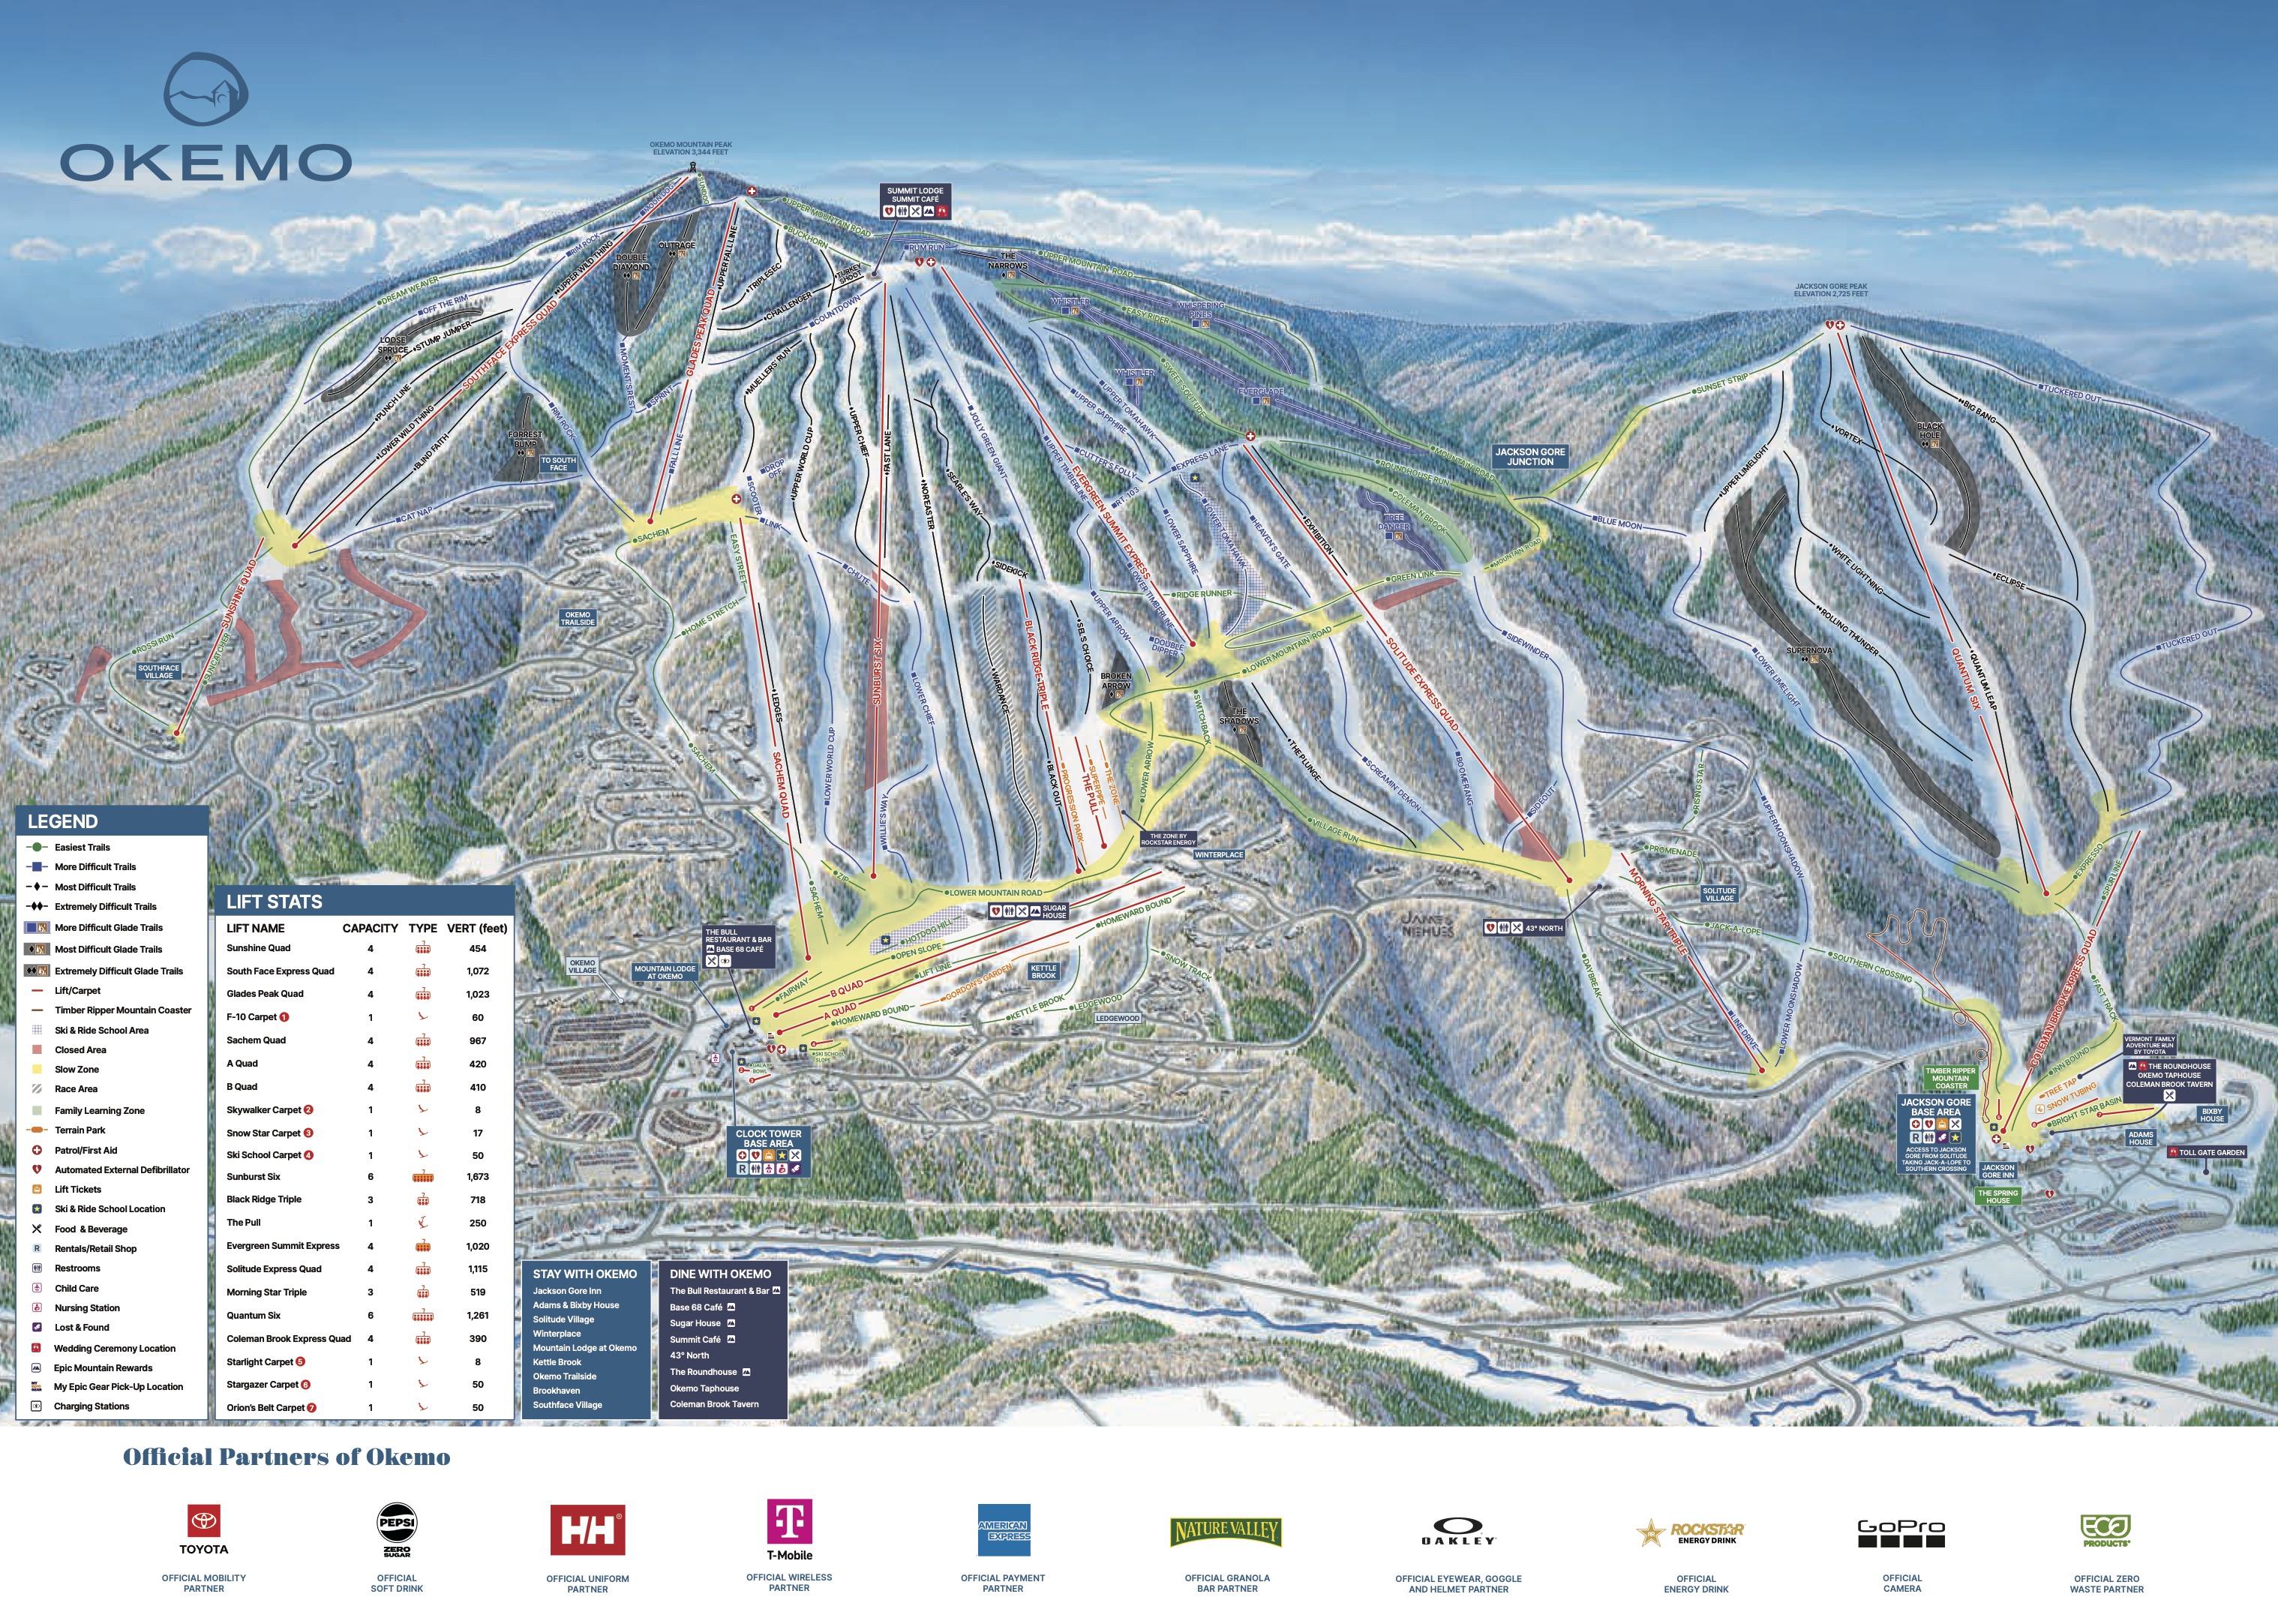 OKEMO
OKEMO MOUNTAIN PEAK
ELEVATION 3,344 FEET
SUMMIT LODGE
SUMMIT CAFÉ
JACKSON GORE PEAK
ELEVATION 2,725 FEET
UPPER MOUNTAIN ROAD
BUCKHORN
RUM RUN
THE
NARROWS
UPPER MOUNTAIN ROAD
RIM ROCK
UPPER WILD THING
DOUBLE
DIAMOND
OUTRAGE
UPPER FALL LINE
TRIPLESEC
TURKEY
SHOOT
CHALLENGER
COUNTDOWN
DREAM WEAVER
OFF THE RIM
LOOSE
SPRUCE
STUMP JUMPER
PUNCH LINE
SOUTH FACE EXPRESS QUAD
LOWER WILD THING
BLIND FAITH
FORREST
BUMP
RIM ROCK
TO SOUTH
FACE
CAT NAP
MOMENT'S REST
SPRINT
GLADES PEAK QUAD
FALL LINE
MUELLERS RUN
DROP
OFF
SCOOTER
LINK
UPPER WORLD CUP
UPPER CHIEF
FAST LANE
NOR'EASTER
SEARLE'S WAY
JOLLY GREEN GIANT
UPPER TIMBERLINE
EVERGREEN SUMMIT EXPRESS
CUTTER'S FOLLY
UPPER SAPPHIRE
UPPER TOMAHAWK
WHISTLER
WHISTLER
WHISPERING
PINES
EASY RIDER
SWEET SOLITUDE
EVERGLADE
EXPRESS LANE
RT. 103
LOWER SAPPHIRE
LOWER TOMAHAWK
HEAVEN'S GATE
EXHIBITION
ROUNDHOUSE RUN
MOUNTAIN ROAD
COLEMAN BROOK
TREE
DANCER
JACKSON GORE
JUNCTION
SUNSET STRIP
BLUE MOON
MOUNTAIN ROAD
GREEN LINK
UPPER LIMELIGHT
VORTEX
BLACK
HOLE
BIG BANG
TUCKERED OUT
WHITE LIGHTNING
ECLIPSE
ROLLING THUNDER
SUPERNOVA
LOWER LIMELIGHT
QUANTUM SIX
QUANTUM LEAP
TUCKERED OUT
SACHEM
EASY STREET
HOME STRETCH
OKEMO
TRAILSIDE
SUNSHINE QUAD
SUNCATCHER
ROSSI RUN
SOUTHFACE
VILLAGE
CHUTE
SIDEKICK
RIDGE RUNNER
UPPER ARROW
LOWER TIMBERLINE
DOUBLE
DIPPER
LOWER MOUNTAIN ROAD
BROKEN
ARROW
THE
SHADOWS
SWITCHBACK
LOWER ARROW
SOLITUDE EXPRESS QUAD
SIDEWINDER
THE PLUNGE
SCREAMIN' DEMON
BOOMERANG
SIDEOUT
VILLAGE RUN
LEDGES
SACHEM QUAD
SACHEM
LOWER WORLD CUP
SUNBURST SIX
LOWER CHIEF
WILLIE'S WAY
WARDANCE
BLACK RIDGE TRIPLE
SEL'S CHOICE
BLACK OUT
PROGRESSION PARK
SUPERPIPE
THE PULL
THE ZONE
THE ZONE BY
ROCKSTAR ENERGY
WINTERPLACE
SACHEM
ZIP
LOWER MOUNTAIN ROAD
SUGAR
HOUSE
HOMEWARD BOUND
HOT DOG HILL
OPEN SLOPE
LIFT LINE
FAIRWAY
B QUAD
A QUAD
GORDON'S GARDEN
HOMEWARD BOUND
KETTLE
BROOK
KETTLE BROOK
LEDGEWOOD
SNOW TRACK
LEDGEWOOD
THE BULL
RESTAURANT & BAR
BASE 68 CAFÉ
OKEMO
VILLAGE
MOUNTAIN LODGE
AT OKEMO
SKI SCHOOL
SLOPE
CLOCK TOWER
BASE AREA
JAMES
NIEHUES
43° NORTH
MORNING STAR TRIPLE
PROMENADE
RISING STAR
SOLITUDE
VILLAGE
JACK-A-LOPE
UPPER MOONSHADOW
LOWER MOONSHADOW
LINE DRIVE
DAYBREAK
SOUTHERN CROSSING
EXPRESSO
SPUR LINE
COLEMAN BROOK EXPRESS QUAD
FAST TRACK
INN BOUND
TREE TAP
SNOW TUBING
BRIGHT STAR BASIN
TIMBER RIPPER
MOUNTAIN
COASTER
VERMONT FAMILY
ADVENTURE RUN
BY TOYOTA
THE ROUNDHOUSE
OKEMO TAPHOUSE
COLEMAN BROOK TAVERN
BIXBY
HOUSE
ADAMS
HOUSE
TOLL GATE GARDEN
JACKSON GORE
BASE AREA
ACCESS TO JACKSON
GORE FROM SOLITUDE
TAKING JACK-A-LOPE TO
SOUTHERN CROSSING
JACKSON
GORE INN
THE SPRING
HOUSE
LEGEND
Easiest Trails
More Difficult Trails
Most Difficult Trails
Extremely Difficult Trails
More Difficult Glade Trails
Most Difficult Glade Trails
Extremely Difficult Glade Trails
Lift/Carpet
Timber Ripper Mountain Coaster
Ski & Ride School Area
Closed Area
Slow Zone
Race Area
Family Learning Zone
Terrain Park
Patrol/First Aid
Automated External Defibrillator
Lift Tickets
Ski & Ride School Location
Food & Beverage
R Rentals/Retail Shop
Restrooms
Child Care
Nursing Station
Lost & Found
Wedding Ceremony Location
Epic Mountain Rewards
My Epic Gear Pick-Up Location
Charging Stations
LIFT STATS
LIFT NAME CAPACITY TYPE VERT (feet)
Sunshine Quad 4 454
South Face Express Quad 4 1,072
Glades Peak Quad 4 1,023
F-10 Carpet 1 1 60
Sachem Quad 4 967
A Quad 4 420
B Quad 4 410
Skywalker Carpet 2 1 8
Snow Star Carpet 3 1 17
Ski School Carpet 4 1 50
Sunburst Six 6 1,673
Black Ridge Triple 3 718
The Pull 1 250
Evergreen Summit Express 4 1,020
Solitude Express Quad 4 1,115
Morning Star Triple 3 519
Quantum Six 6 1,261
Coleman Brook Express Quad 4 390
Starlight Carpet 5 1 8
Stargazer Carpet 6 1 50
Orion's Belt Carpet 7 1 50
STAY WITH OKEMO
Jackson Gore Inn
Adams & Bixby House
Solitude Village
Winterplace
Mountain Lodge at Okemo
Kettle Brook
Okemo Trailside
Brookhaven
Southface Village
DINE WITH OKEMO
The Bull Restaurant & Bar
Base 68 Café
Sugar House
Summit Café
43° North
The Roundhouse
Okemo Taphouse
Coleman Brook Tavern
Official Partners of Okemo
TOYOTA
OFFICIAL MOBILITY
PARTNER
PEPSI
ZERO
SUGAR
OFFICIAL
SOFT DRINK
HH
OFFICIAL UNIFORM
PARTNER
T
T-Mobile
OFFICIAL WIRELESS
PARTNER
AMERICAN
EXPRESS
OFFICIAL PAYMENT
PARTNER
NATURE VALLEY
OFFICIAL GRANOLA
BAR PARTNER
OAKLEY
OFFICIAL EYEWEAR, GOGGLE
AND HELMET PARTNER
ROCKSTAR
ENERGY DRINK
OFFICIAL
ENERGY DRINK
GoPro
OFFICIAL
CAMERA
ECO
PRODUCTS
OFFICIAL ZERO
WASTE PARTNER